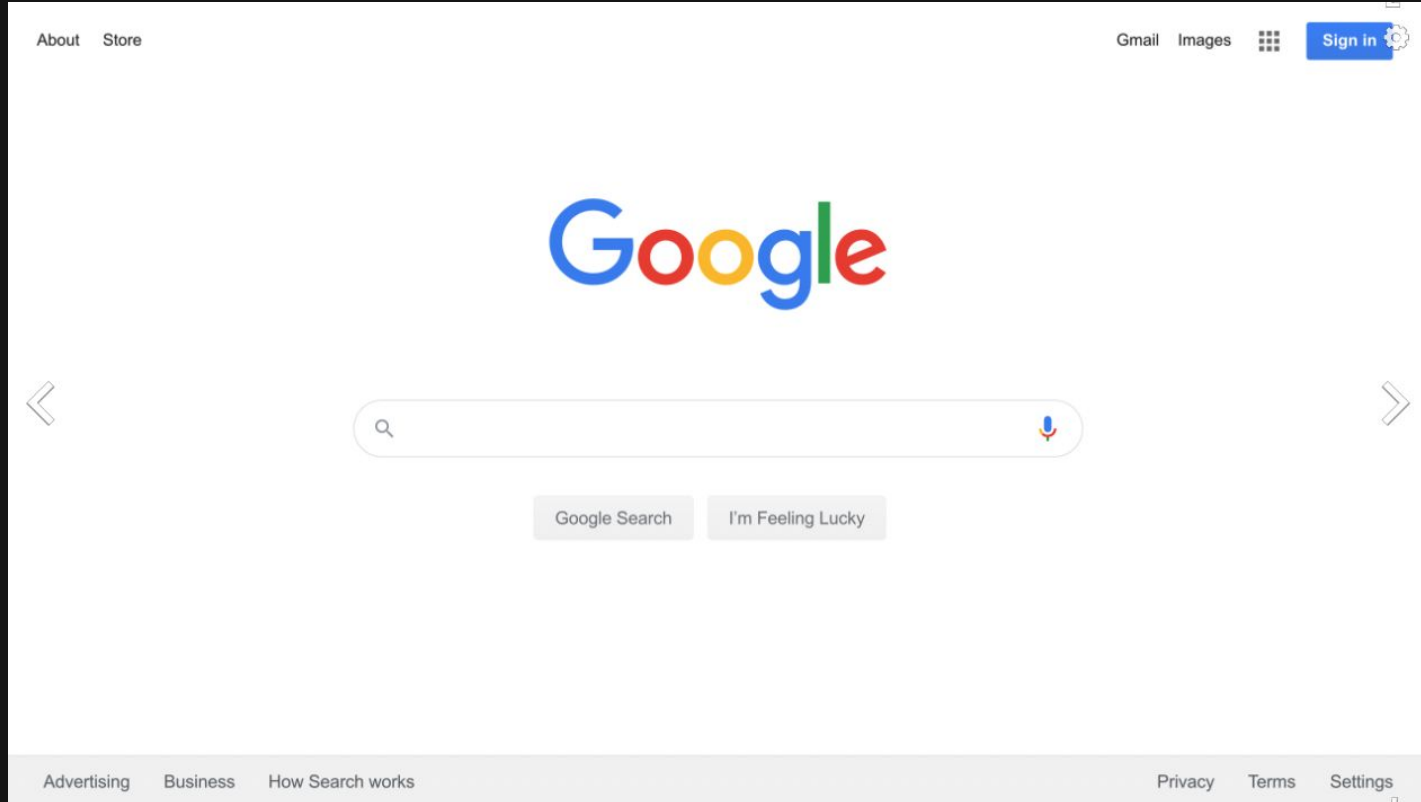 About Store Gmail Images Sign in
Google
Google Search I'm Feeling Lucky
Advertising Business How Search works Privacy Terms Settings